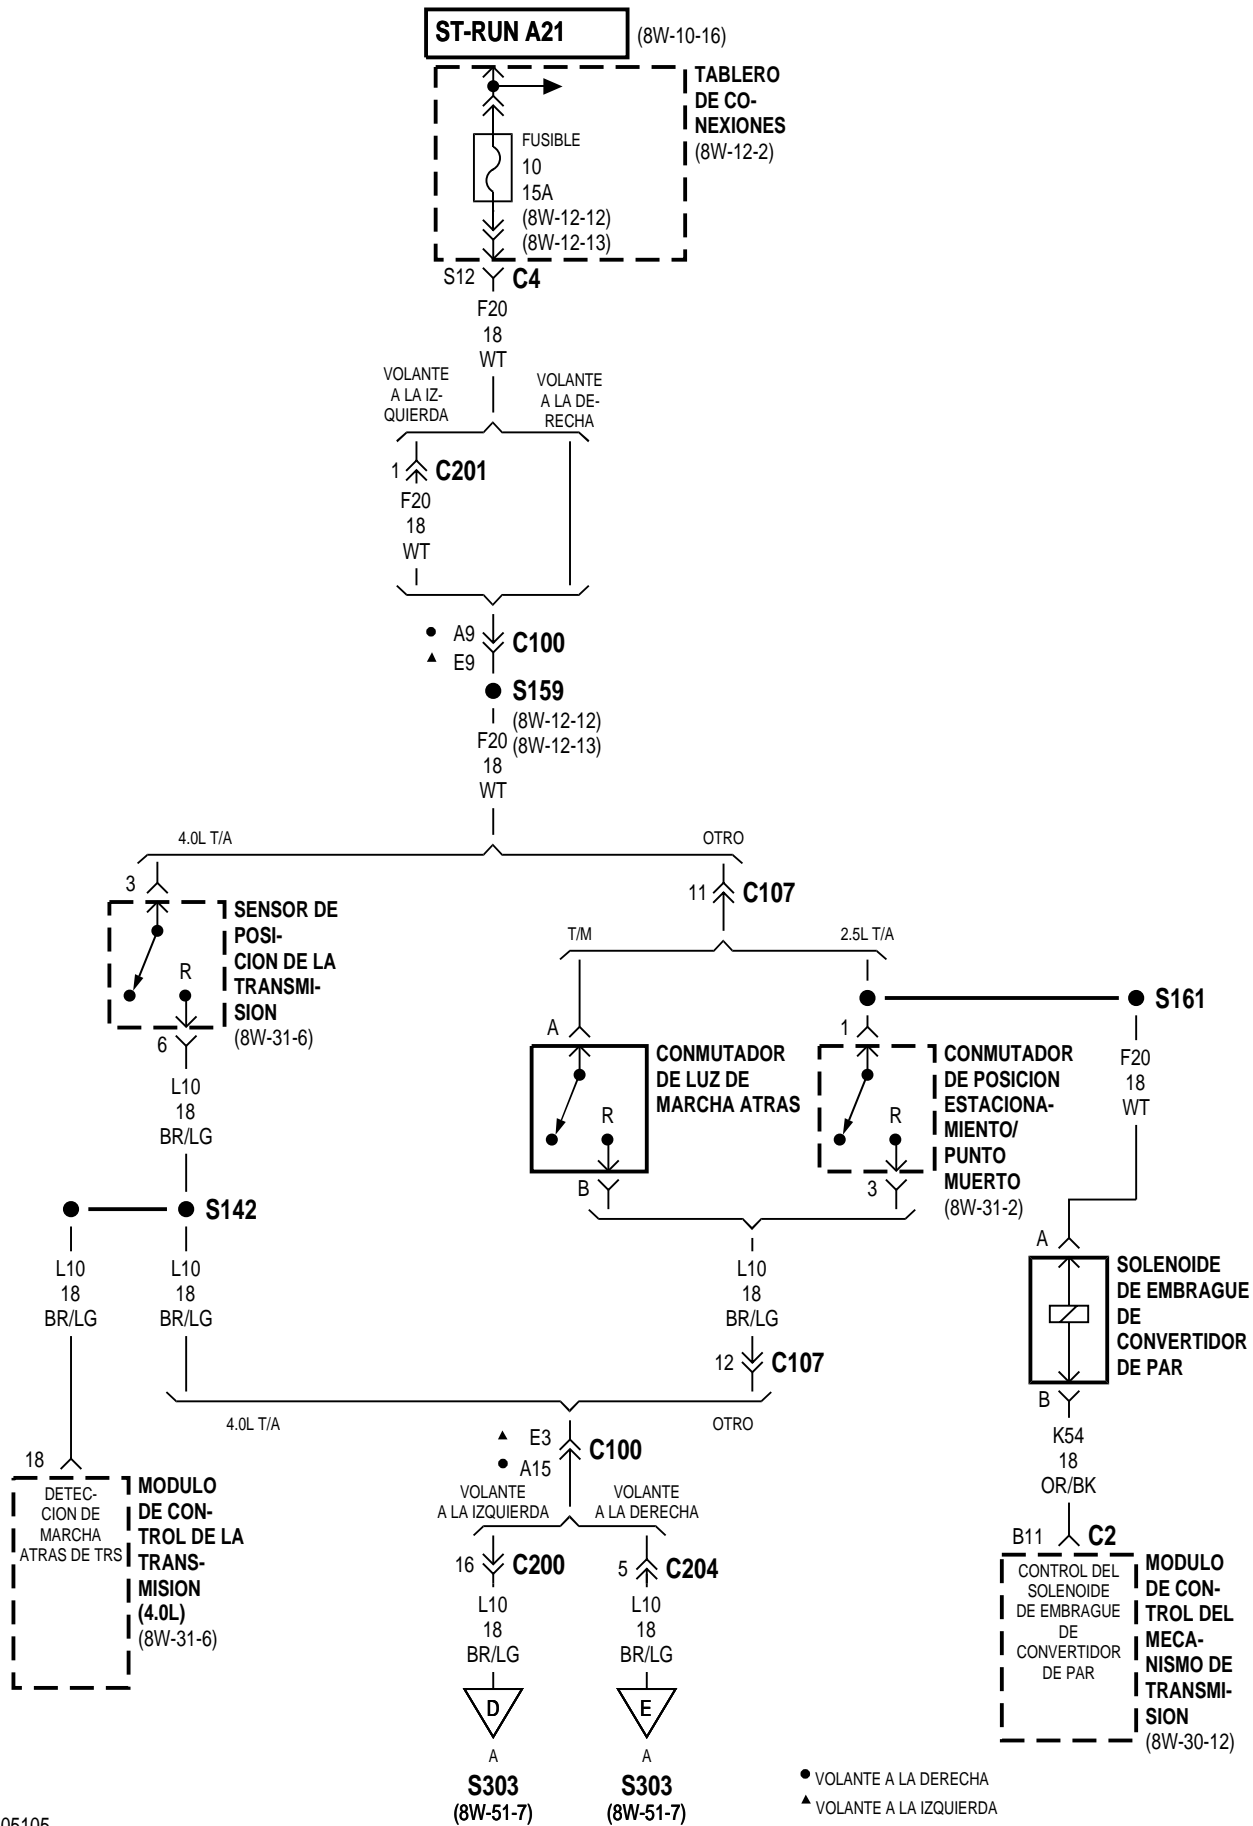 ST-RUN A21
(8W-10-16)
TABLERO
DE CO-
NEXIONES
(8W-12-2)
FUSIBLE
10
15A
(8W-12-12)
(8W-12-13)
S12
C4
F20
18
WT
VOLANTE
A LA IZ-
QUIERDA
VOLANTE
A LA DE-
RECHA
1
C201
F20
18
WT
● A9
▲ E9
C100
S159
(8W-12-12)
(8W-12-13)
F20
18
WT
4.0L T/A
OTRO
3
SENSOR DE
POSI-
CION DE LA
TRANSMI-
SION
(8W-31-6)
R
6
L10
18
BR/LG
11
C107
T/M
2.5L T/A
S161
A
CONMUTADOR
DE LUZ DE
MARCHA ATRAS
R
B
1
CONMUTADOR
DE POSICION
ESTACIONA-
MIENTO/
PUNTO
MUERTO
(8W-31-2)
R
3
F20
18
WT
S142
L10
18
BR/LG
L10
18
BR/LG
L10
18
BR/LG
12
C107
A
SOLENOIDE
DE EMBRAGUE
DE
CONVERTIDOR
DE PAR
B
K54
18
OR/BK
4.0L T/A
OTRO
▲ E3
● A15
C100
18
DETEC-
CION DE
MARCHA
ATRAS DE TRS
MODULO
DE CON-
TROL DE LA
TRANS-
MISION
(4.0L)
(8W-31-6)
VOLANTE
A LA IZQUIERDA
VOLANTE
A LA DERECHA
16
C200
5
C204
L10
18
BR/LG
L10
18
BR/LG
D
E
A
A
S303
(8W-51-7)
S303
(8W-51-7)
B11
C2
CONTROL DEL
SOLENOIDE
DE EMBRAGUE
DE
CONVERTIDOR
DE PAR
MODULO
DE CON-
TROL DEL
MECA-
NISMO DE
TRANSMI-
SION
(8W-30-12)
● VOLANTE A LA DERECHA
▲ VOLANTE A LA IZQUIERDA